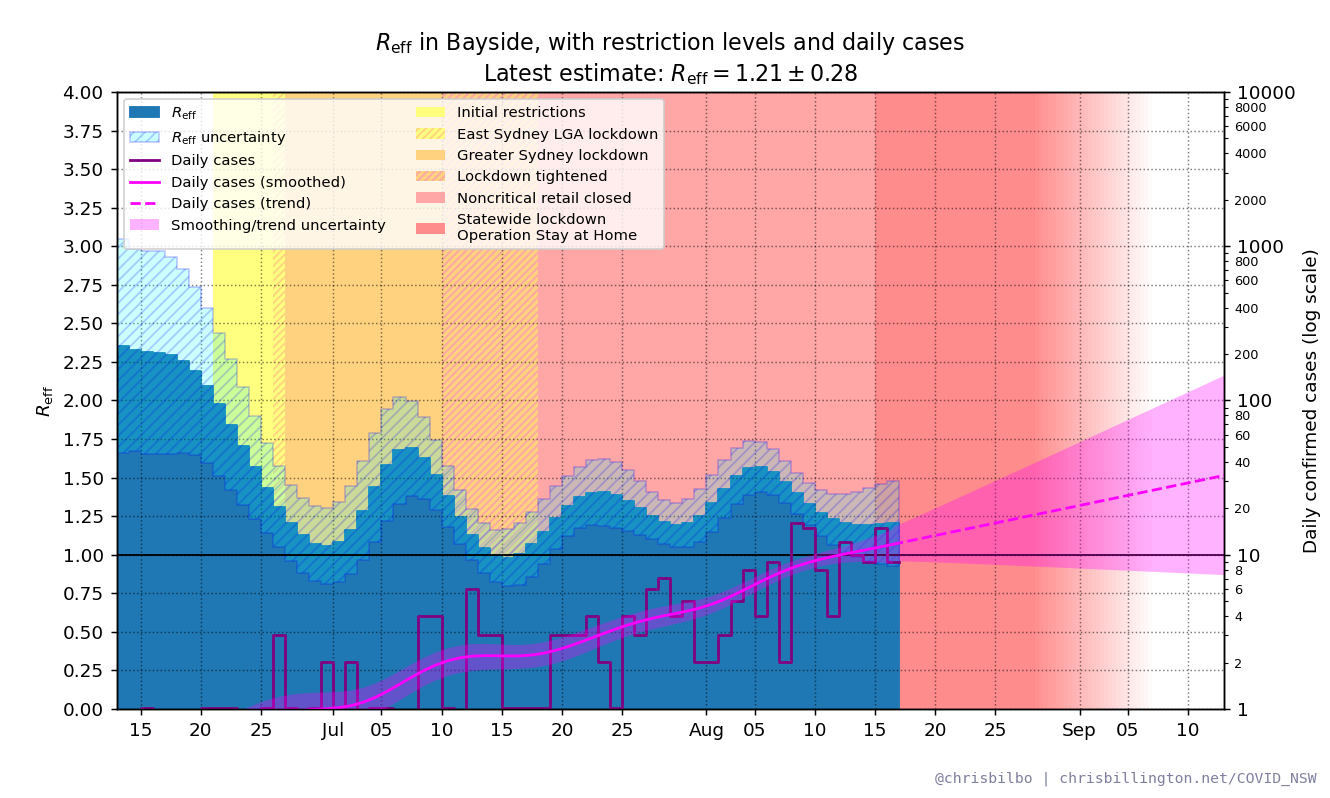 R_eff in Bayside, with restriction levels and daily cases
Latest estimate: R_eff = 1.21 ± 0.28
R_eff
R_eff uncertainty
Daily cases
Daily cases (smoothed)
Daily cases (trend)
Smoothing/trend uncertainty
Initial restrictions
East Sydney LGA lockdown
Greater Sydney lockdown
Lockdown tightened
Noncritical retail closed
Statewide lockdown
Operation Stay at Home
R_eff
4.00
3.75
3.50
3.25
3.00
2.75
2.50
2.25
2.00
1.75
1.50
1.25
1.00
0.75
0.50
0.25
0.00
10000
8000
6000
4000
2000
1000
800
600
400
200
100
80
60
40
20
10
8
6
4
2
1
Daily confirmed cases (log scale)
15 20 25 Jul 05 10 15 20 25 Aug 05 10 15 20 25 Sep 05 10
@chrisbilbo | chrisbillington.net/COVID_NSW